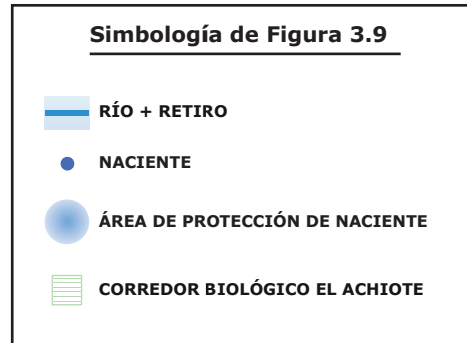 Simbología de Figura 3.9
RÍO + RETIRO
NACIENTE
ÁREA DE PROTECCIÓN DE NACIENTE
CORREDOR BIOLÓGICO EL ACHIOTE